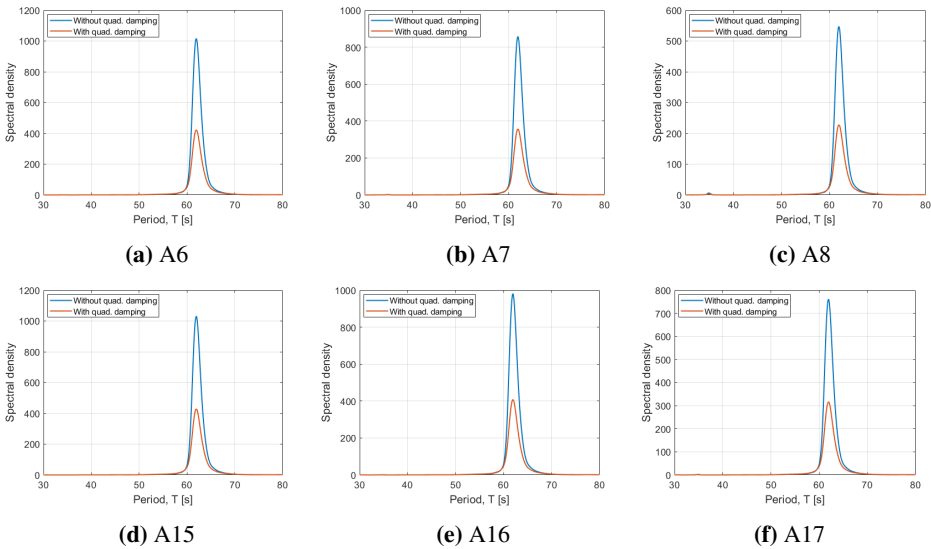 Without quad. damping
With quad. damping
Spectral density
1200
1000
800
600
400
200
0
30 40 50 60 70 80
Period, T [s]
(a) A6
Without quad. damping
With quad. damping
Spectral density
1000
800
600
400
200
0
30 40 50 60 70 80
Period, T [s]
(b) A7
Without quad. damping
With quad. damping
Spectral density
600
500
400
300
200
100
0
30 40 50 60 70 80
Period, T [s]
(c) A8
Without quad. damping
With quad. damping
Spectral density
1200
1000
800
600
400
200
0
30 40 50 60 70 80
Period, T [s]
(d) A15
Without quad. damping
With quad. damping
Spectral density
1000
800
600
400
200
0
30 40 50 60 70 80
Period, T [s]
(e) A16
Without quad. damping
With quad. damping
Spectral density
800
700
600
500
400
300
200
100
0
30 40 50 60 70 80
Period, T [s]
(f) A17